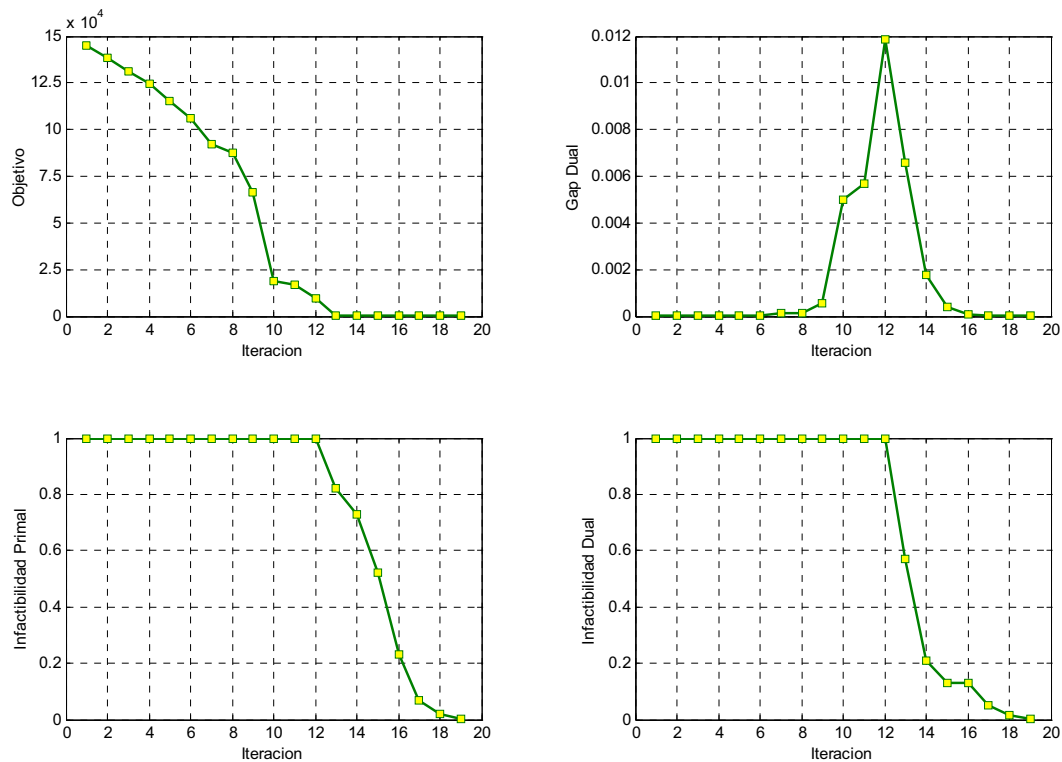 x 10^4
15
12.5
10
7.5
5
2.5
0
Objetivo
0 2 4 6 8 10 12 14 16 18 20
Iteracion
0.012
0.01
0.008
0.006
0.004
0.002
0
Gap Dual
0 2 4 6 8 10 12 14 16 18 20
Iteracion
1
0.8
0.6
0.4
0.2
0
Infactibilidad Primal
0 2 4 6 8 10 12 14 16 18 20
Iteracion
1
0.8
0.6
0.4
0.2
0
Infactibilidad Dual
0 2 4 6 8 10 12 14 16 18 20
Iteracion